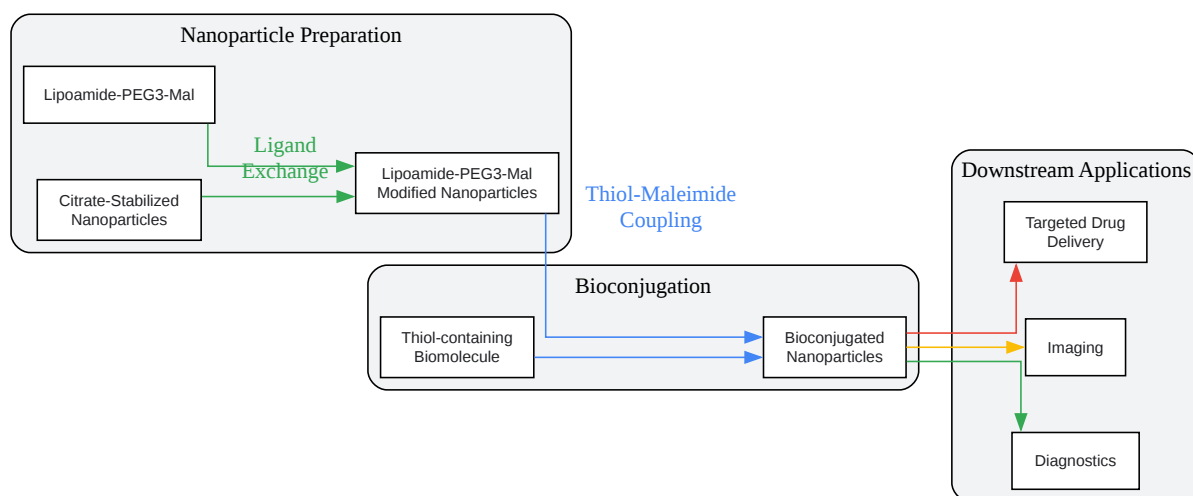 Nanoparticle Preparation
Lipoamide-PEG3-Mal
Ligand
Exchange
Citrate-Stabilized
Nanoparticles
Lipoamide-PEG3-Mal
Modified Nanoparticles
Thiol-Maleimide
Coupling
Bioconjugation
Thiol-containing
Biomolecule
Bioconjugated
Nanoparticles
Downstream Applications
Targeted Drug
Delivery
Imaging
Diagnostics